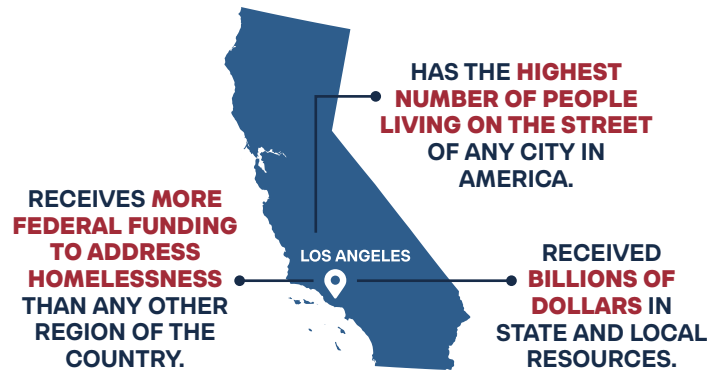 HAS THE HIGHEST
NUMBER OF PEOPLE
LIVING ON THE STREET
OF ANY CITY IN
AMERICA.
RECEIVES MORE
FEDERAL FUNDING
TO ADDRESS
HOMELESSNESS
THAN ANY OTHER
REGION OF THE
COUNTRY.
LOS ANGELES
RECEIVED
BILLIONS OF
DOLLARS IN
STATE AND LOCAL
RESOURCES.